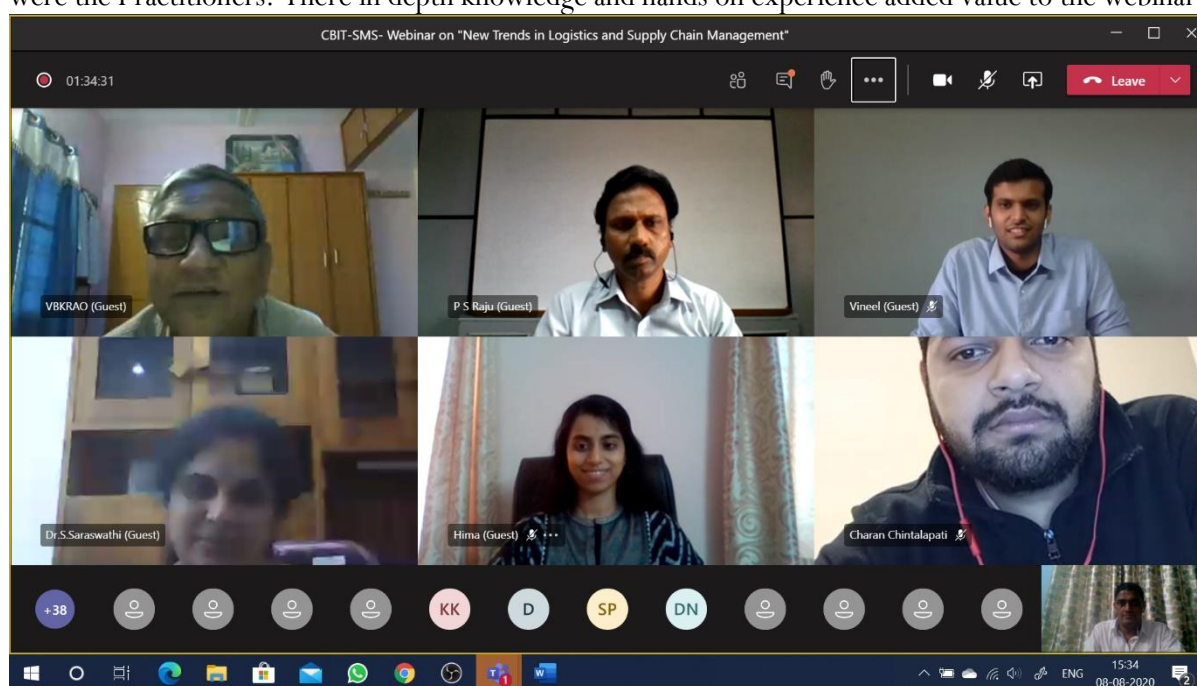 were the Practitioners. There in depth knowledge and hands on experience added value to the webinar
CBIT-SMS- Webinar on "New Trends in Logistics and Supply Chain Management"
01:34:31
Leave
VBKRAO (Guest)
P S Raju (Guest)
Vineel (Guest)
Dr.S.Saraswathi (Guest)
Hima (Guest)
Charan Chintalapati
+38
KK
D
SP
DN
ENG
15:34
08-08-2020